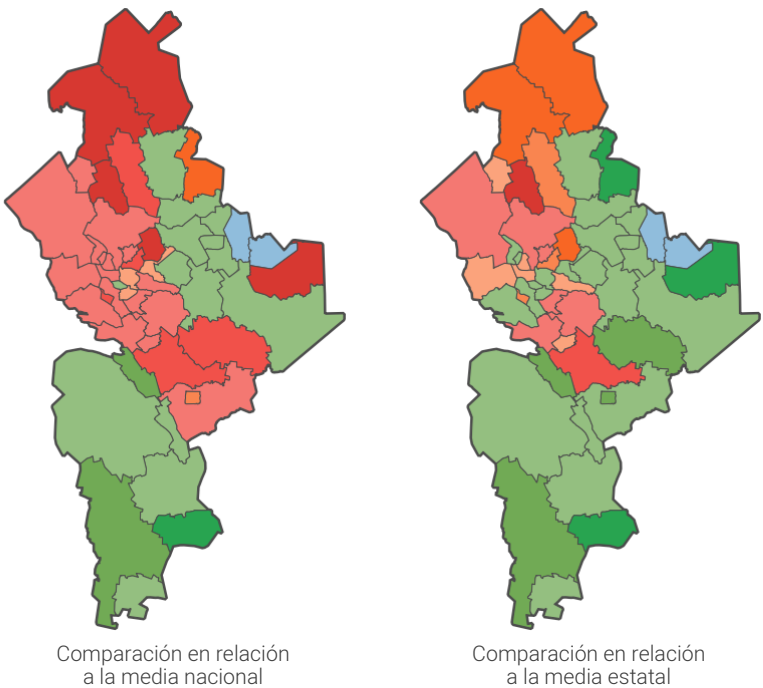 Comparación en relación
a la media nacional
Comparación en relación
a la media estatal